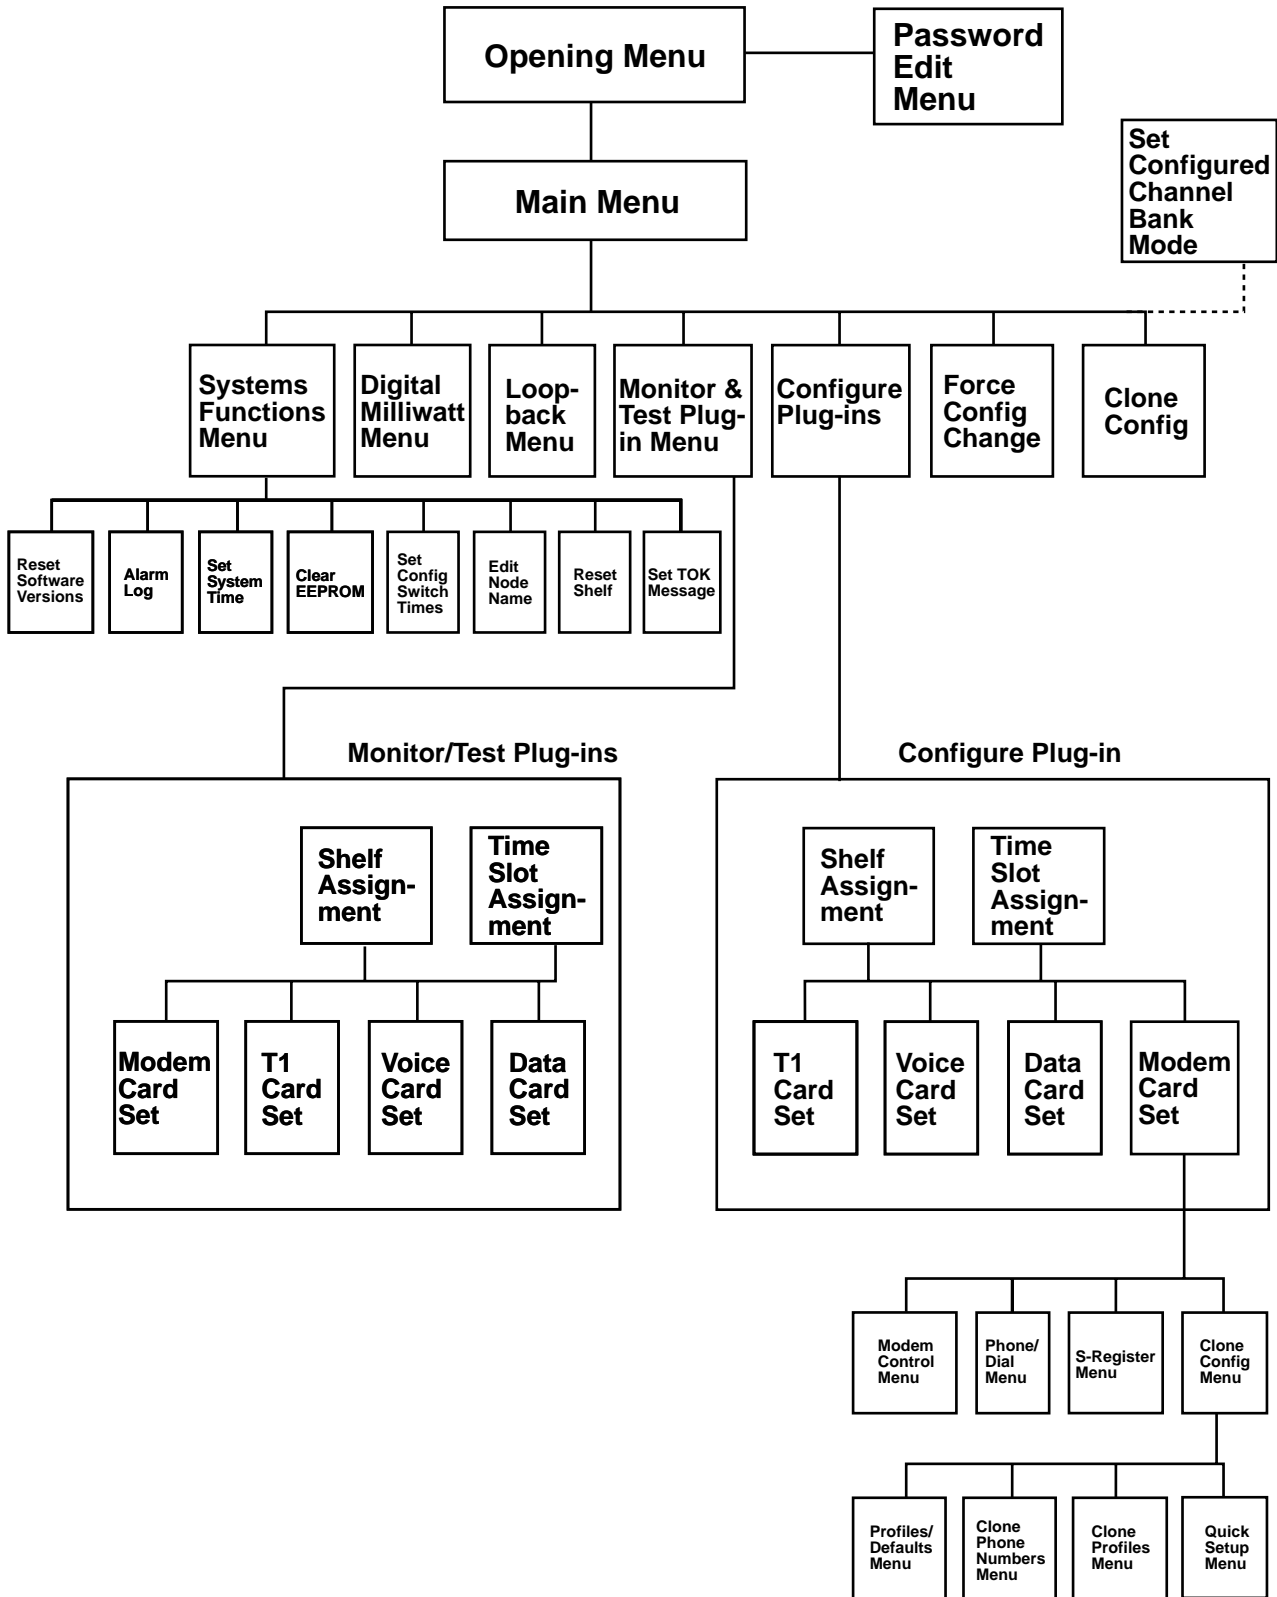 Opening Menu
Password
Edit
Menu
Set
Configured
Channel
Bank
Mode
Main Menu
Systems
Functions
Menu
Digital
Milliwatt
Menu
Loop-
back
Menu
Monitor &
Test Plug-
in Menu
Configure
Plug-ins
Force
Config
Change
Clone
Config
Reset
Software
Versions
Alarm
Log
Set
System
Time
Clear
EEPROM
Set
Config
Switch
Times
Edit
Node
Name
Reset
Shelf
Set TOK
Message
Monitor/Test Plug-ins
Shelf
Assign-
ment
Time
Slot
Assign-
ment
Modem
Card
Set
T1
Card
Set
Voice
Card
Set
Data
Card
Set
Configure Plug-in
Shelf
Assign-
ment
Time
Slot
Assign-
ment
T1
Card
Set
Voice
Card
Set
Data
Card
Set
Modem
Card
Set
Modem
Control
Menu
Phone/
Dial
Menu
S-Register
Menu
Clone
Config
Menu
Profiles/
Defaults
Menu
Clone
Phone
Numbers
Menu
Clone
Profiles
Menu
Quick
Setup
Menu